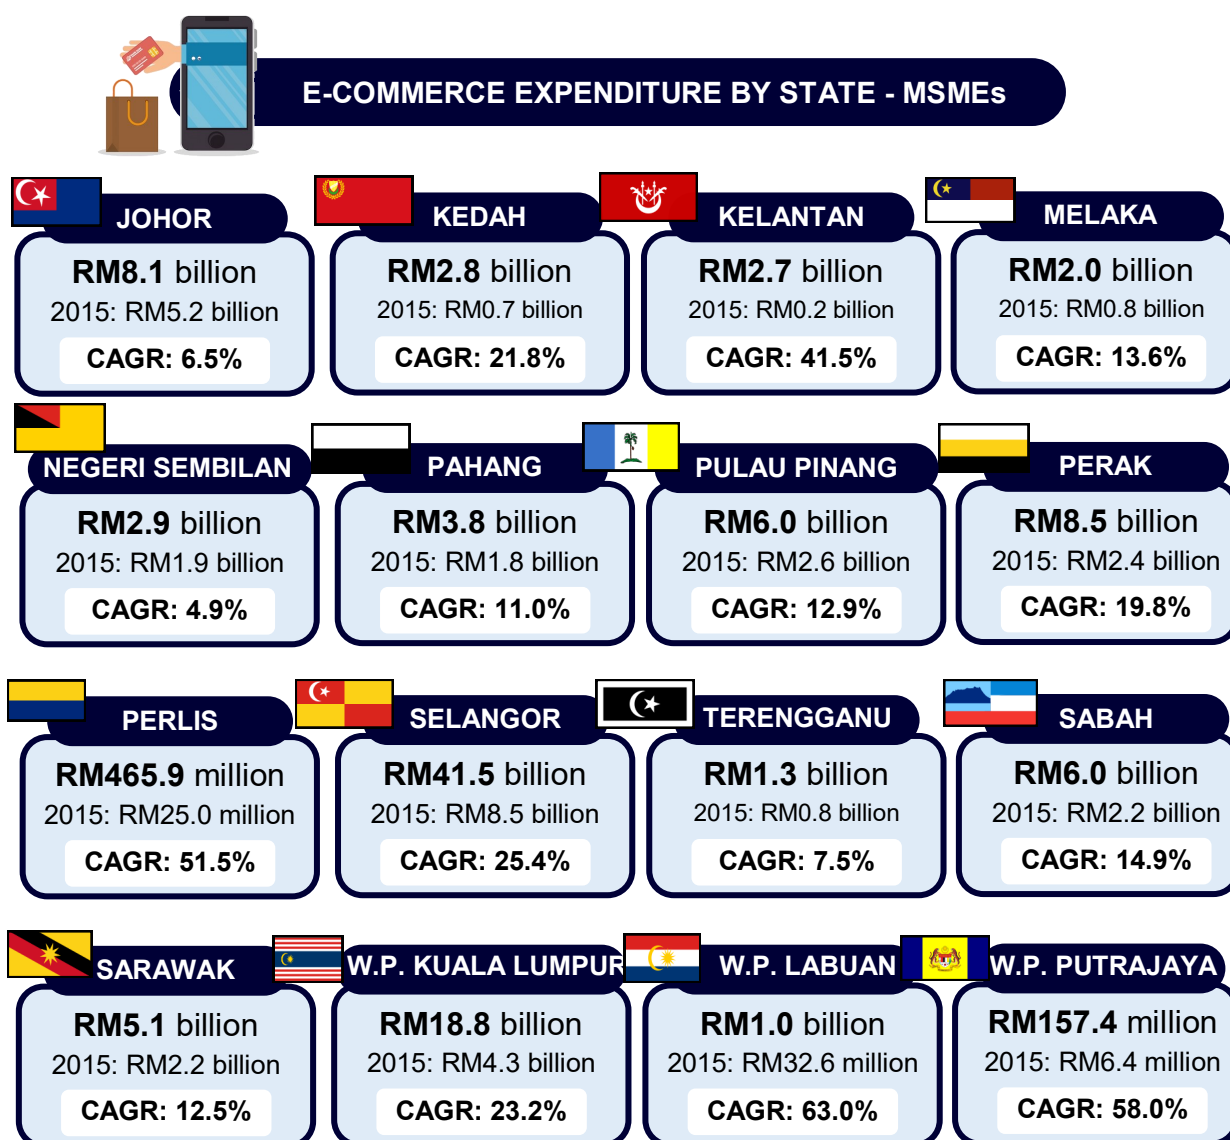 E-COMMERCE EXPENDITURE BY STATE - MSMEs
JOHOR
RM8.1 billion
2015: RM5.2 billion
CAGR: 6.5%
KEDAH
RM2.8 billion
2015: RM0.7 billion
CAGR: 21.8%
KELANTAN
RM2.7 billion
2015: RM0.2 billion
CAGR: 41.5%
MELAKA
RM2.0 billion
2015: RM0.8 billion
CAGR: 13.6%
NEGERI SEMBILAN
RM2.9 billion
2015: RM1.9 billion
CAGR: 4.9%
PAHANG
RM3.8 billion
2015: RM1.8 billion
CAGR: 11.0%
PULAU PINANG
RM6.0 billion
2015: RM2.6 billion
CAGR: 12.9%
PERAK
RM8.5 billion
2015: RM2.4 billion
CAGR: 19.8%
PERLIS
RM465.9 million
2015: RM25.0 million
CAGR: 51.5%
SELANGOR
RM41.5 billion
2015: RM8.5 billion
CAGR: 25.4%
TERENGGANU
RM1.3 billion
2015: RM0.8 billion
CAGR: 7.5%
SABAH
RM6.0 billion
2015: RM2.2 billion
CAGR: 14.9%
SARAWAK
RM5.1 billion
2015: RM2.2 billion
CAGR: 12.5%
W.P. KUALA LUMPUR
RM18.8 billion
2015: RM4.3 billion
CAGR: 23.2%
W.P. LABUAN
RM1.0 billion
2015: RM32.6 million
CAGR: 63.0%
W.P. PUTRAJAYA
RM157.4 million
2015: RM6.4 million
CAGR: 58.0%